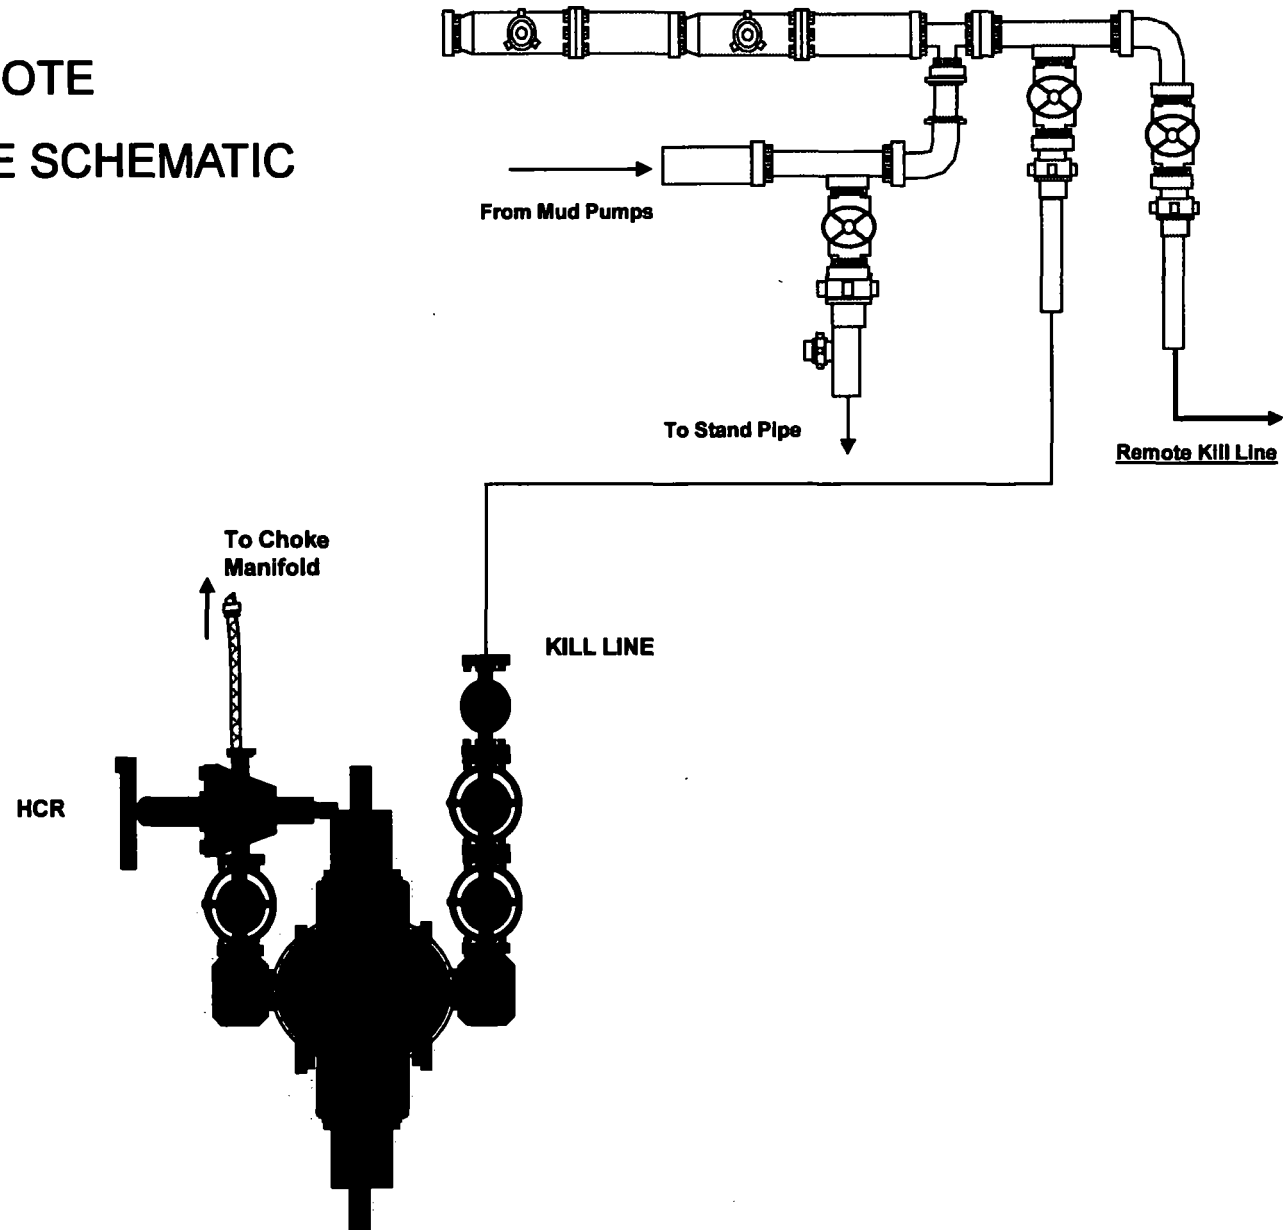 OTE
E SCHEMATIC
From Mud Pumps
To Stand Pipe
Remote Kill Line
To Choke
Manifold
KILL LINE
HCR